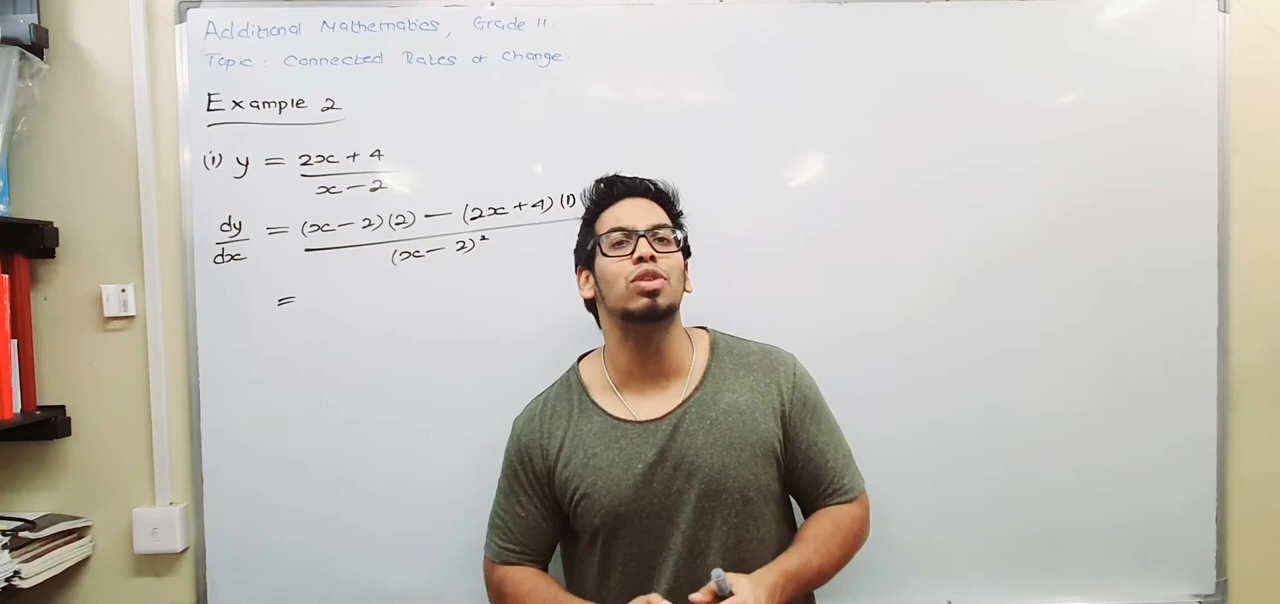 Additional Mathematics, Grade 11.
Topic: Connected Rates of Change.
Example 2
(i) y = 2x + 4 / x - 2
dy/dx = (x - 2)(2) - (2x + 4)(1) / (x - 2)²
=